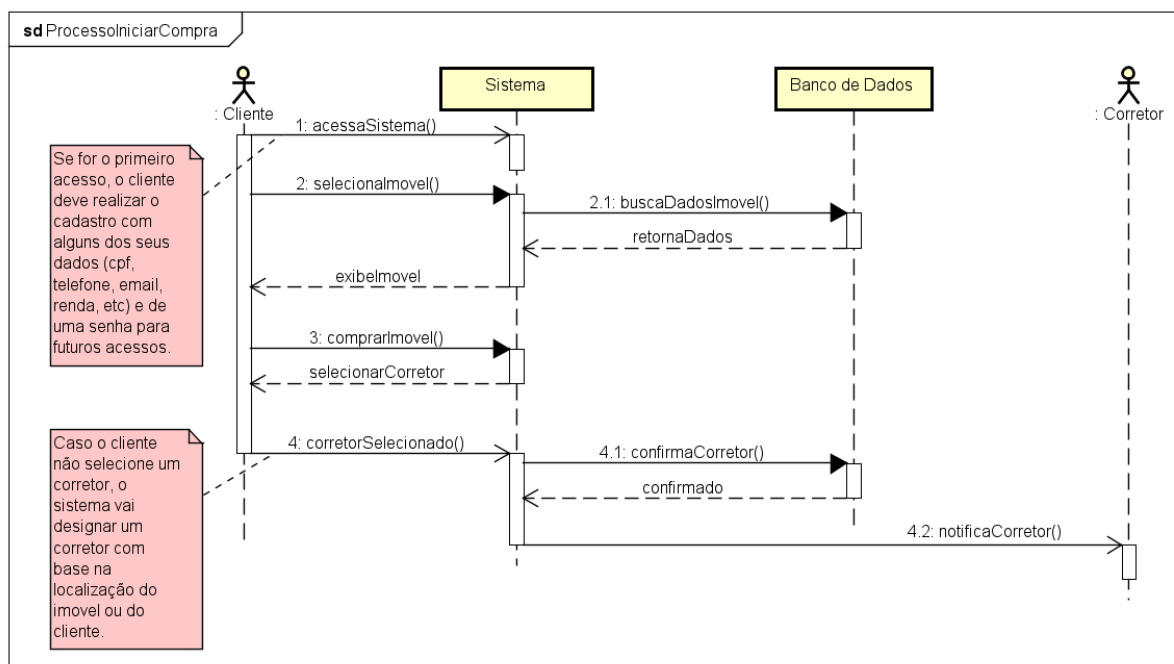 sd ProcessoIniciarCompra
: Cliente
Sistema
Banco de Dados
: Corretor
1: acessaSistema()
Se for o primeiro
acesso, o cliente
deve realizar o
cadastro com
alguns dos seus
dados (cpf,
telefone, email,
renda, etc) e de
uma senha para
futuros acessos.
2: selecionaImovel()
2.1: buscaDadosImovel()
retornaDados
exibeImovel
3: comprarImovel()
selecionarCorretor
Caso o cliente
não selecione um
corretor, o
sistema vai
designar um
corretor com
base na
localização do
imovel ou do
cliente.
4: corretorSelecionado()
4.1: confirmaCorretor()
confirmado
4.2: notificaCorretor()